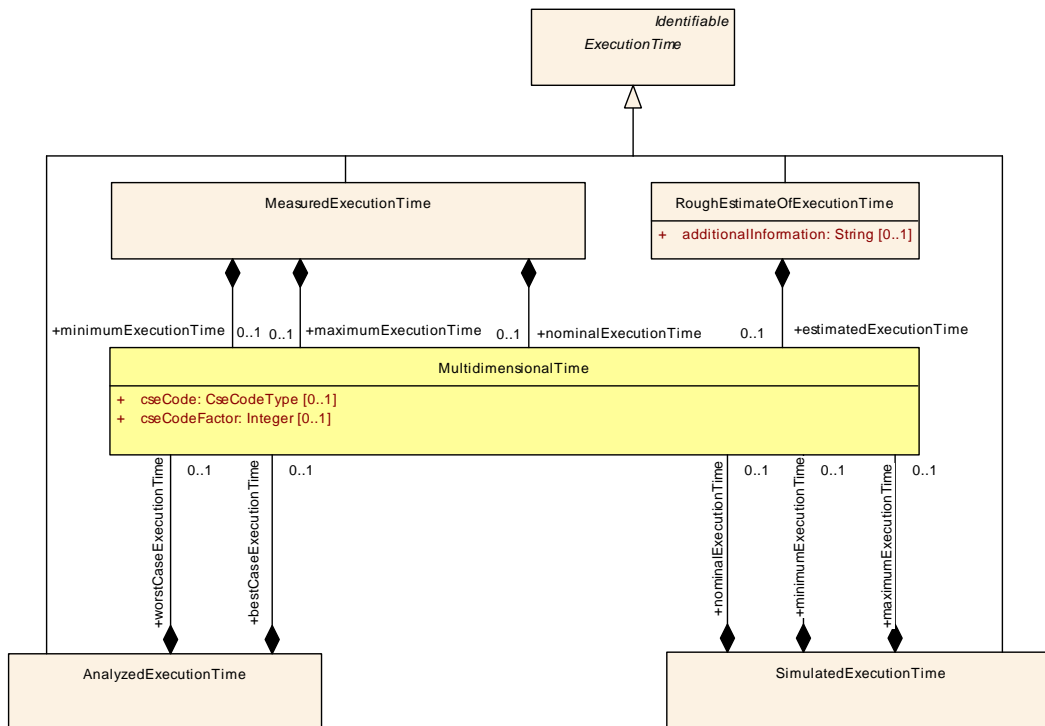 Identifiable
ExecutionTime
MeasuredExecutionTime
RoughEstimateOfExecutionTime
+ additionalInformation: String [0..1]
+minimumExecutionTime
0..1
0..1
+maximumExecutionTime
0..1
+nominalExecutionTime
0..1
+estimatedExecutionTime
MultidimensionalTime
+ cseCode: CseCodeType [0..1]
+ cseCodeFactor: Integer [0..1]
+worstCaseExecutionTime
0..1
+bestCaseExecutionTime
0..1
+nominalExecutionTime
0..1
+minimumExecutionTime
0..1
+maximumExecutionTime
0..1
AnalyzedExecutionTime
SimulatedExecutionTime